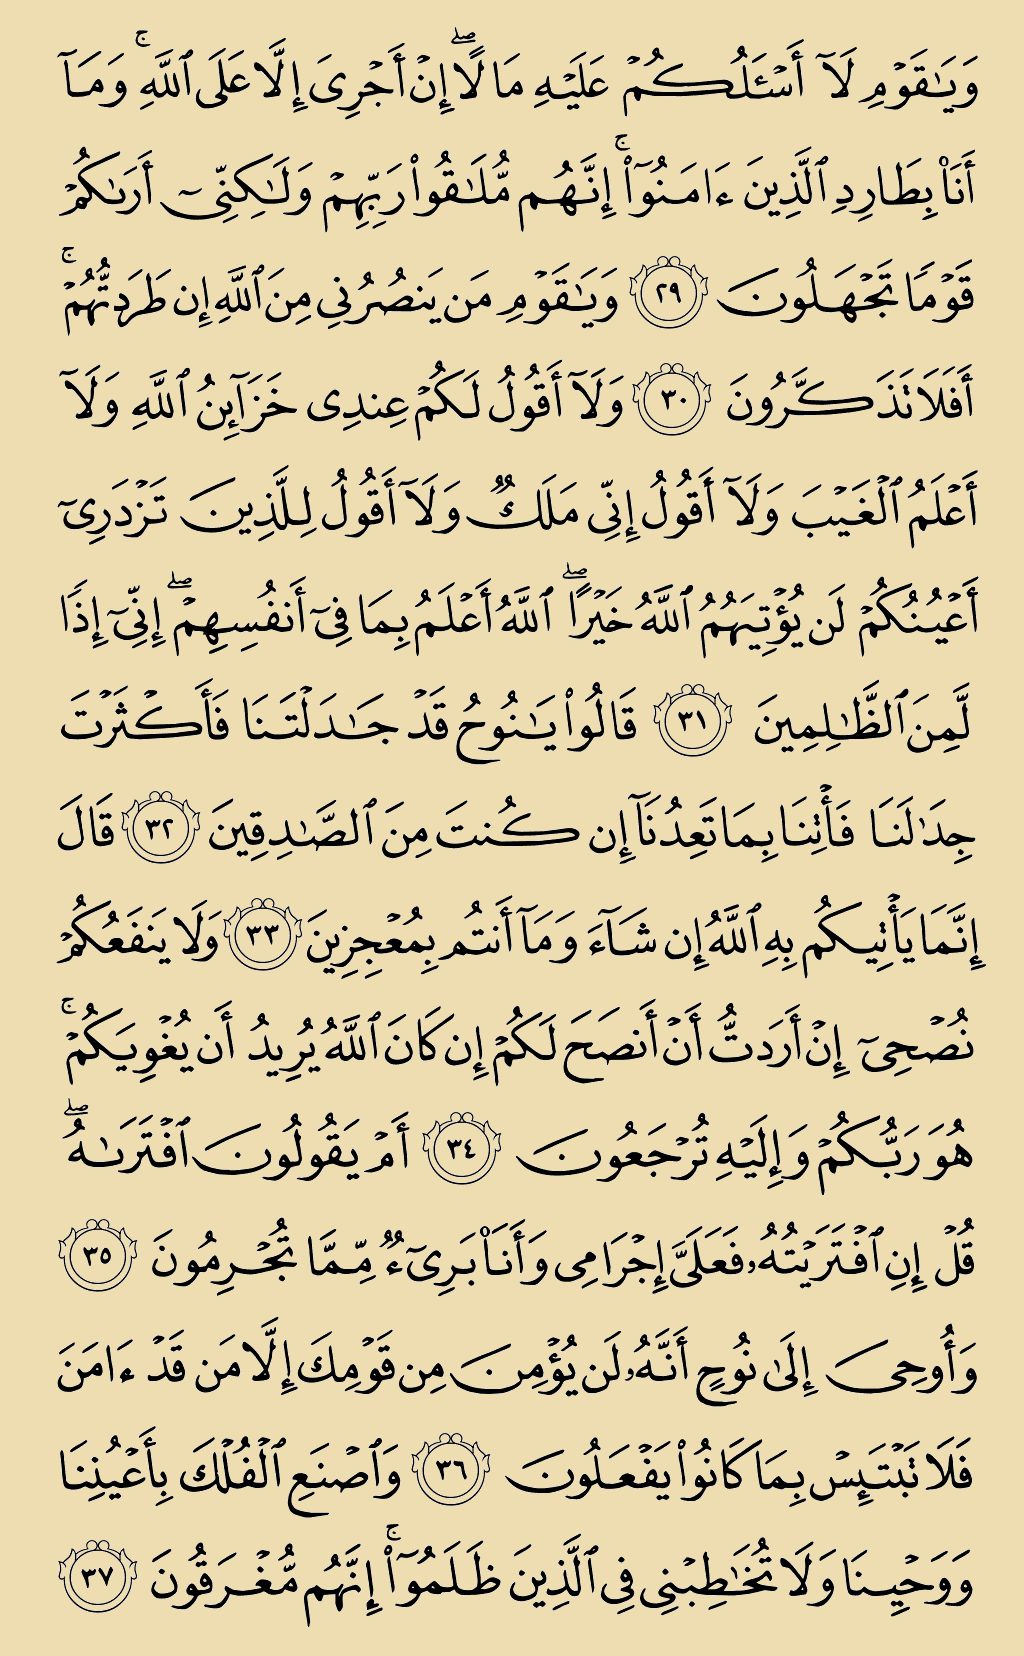 وَيَٰقَوْمِ لَآ أَسْـَٔلُكُمْ عَلَيْهِ مَالًا ۖ إِنْ أَجْرِىَ إِلَّا عَلَى ٱللَّهِ ۚ وَمَآ
أَنَا۠ بِطَارِدِ ٱلَّذِينَ ءَامَنُوٓا۟ ۚ إِنَّهُم مُّلَٰقُوا۟ رَبِّهِمْ وَلَٰكِنِّىٓ أَرَىٰكُمْ
قَوْمًا تَجْهَلُونَ ٢٩ وَيَٰقَوْمِ مَن يَنصُرُنِى مِنَ ٱللَّهِ إِن طَرَدتُّهُمْ ۚ
أَفَلَا تَذَكَّرُونَ ٣٠ وَلَآ أَقُولُ لَكُمْ عِندِى خَزَآئِنُ ٱللَّهِ وَلَآ
أَعْلَمُ ٱلْغَيْبَ وَلَآ أَقُولُ إِنِّى مَلَكٌ وَلَآ أَقُولُ لِلَّذِينَ تَزْدَرِىٓ
أَعْيُنُكُمْ لَن يُؤْتِيَهُمُ ٱللَّهُ خَيْرًا ۖ ٱللَّهُ أَعْلَمُ بِمَا فِىٓ أَنفُسِهِمْ ۖ إِنِّىٓ إِذًا
لَّمِنَ ٱلظَّٰلِمِينَ ٣١ قَالُوا۟ يَٰنُوحُ قَدْ جَٰدَلْتَنَا فَأَكْثَرْتَ
جِدَٰلَنَا فَأْتِنَا بِمَا تَعِدُنَآ إِن كُنتَ مِنَ ٱلصَّٰدِقِينَ ٣٢ قَالَ
إِنَّمَا يَأْتِيكُم بِهِ ٱللَّهُ إِن شَآءَ وَمَآ أَنتُم بِمُعْجِزِينَ ٣٣ وَلَا يَنفَعُكُمْ
نُصْحِىٓ إِنْ أَرَدتُّ أَنْ أَنصَحَ لَكُمْ إِن كَانَ ٱللَّهُ يُرِيدُ أَن يُغْوِيَكُمْ ۚ
هُوَ رَبُّكُمْ وَإِلَيْهِ تُرْجَعُونَ ٣٤ أَمْ يَقُولُونَ ٱفْتَرَىٰهُ ۖ
قُلْ إِنِ ٱفْتَرَيْتُهُۥ فَعَلَىَّ إِجْرَامِى وَأَنَا۠ بَرِىٓءٌ مِّمَّا تُجْرِمُونَ ٣٥
وَأُوحِىَ إِلَىٰ نُوحٍ أَنَّهُۥ لَن يُؤْمِنَ مِن قَوْمِكَ إِلَّا مَن قَدْ ءَامَنَ
فَلَا تَبْتَئِسْ بِمَا كَانُوا۟ يَفْعَلُونَ ٣٦ وَٱصْنَعِ ٱلْفُلْكَ بِأَعْيُنِنَا
وَوَحْيِنَا وَلَا تُخَٰطِبْنِى فِى ٱلَّذِينَ ظَلَمُوٓا۟ ۚ إِنَّهُم مُّغْرَقُونَ ٣٧